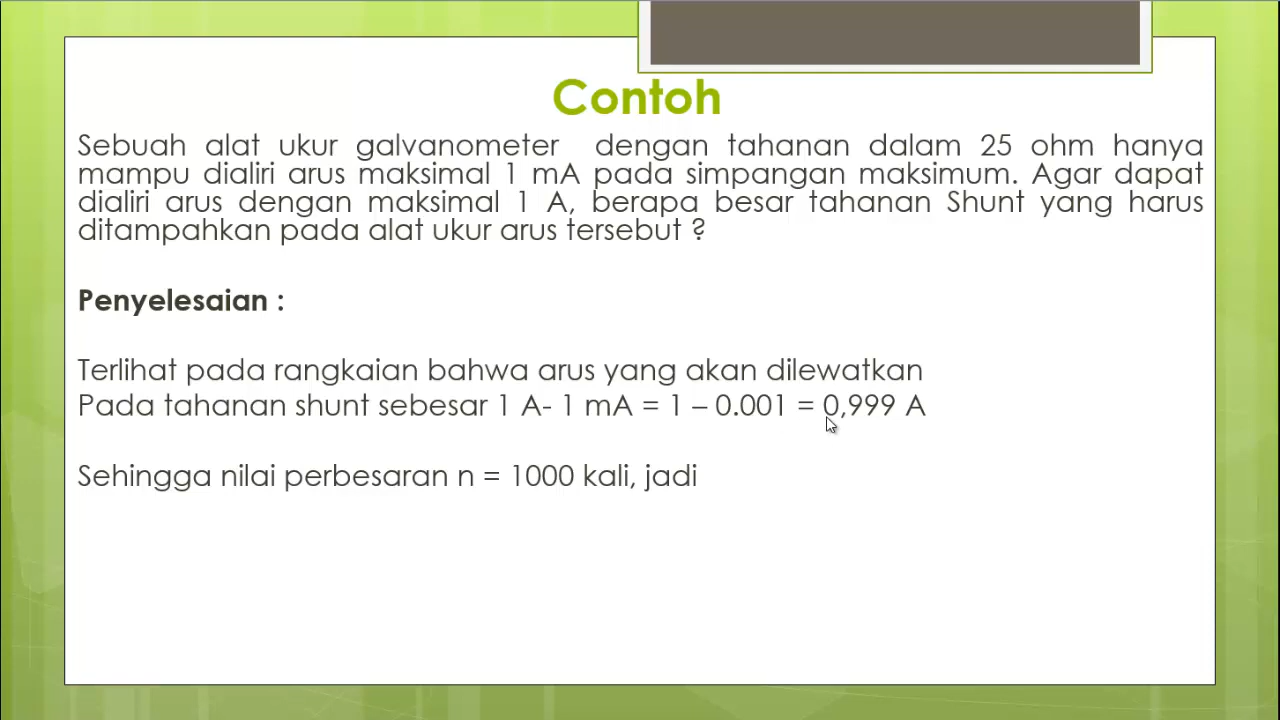 Contoh
Sebuah alat ukur galvanometer dengan tahanan dalam 25 ohm hanya
mampu dialiri arus maksimal 1 mA pada simpangan maksimum. Agar dapat
dialiri arus dengan maksimal 1 A, berapa besar tahanan Shunt yang harus
ditampahkan pada alat ukur arus tersebut ?
Penyelesaian :
Terlihat pada rangkaian bahwa arus yang akan dilewatkan
Pada tahanan shunt sebesar 1 A- 1 mA = 1 – 0.001 = 0,999 A
Sehingga nilai perbesaran n = 1000 kali, jadi